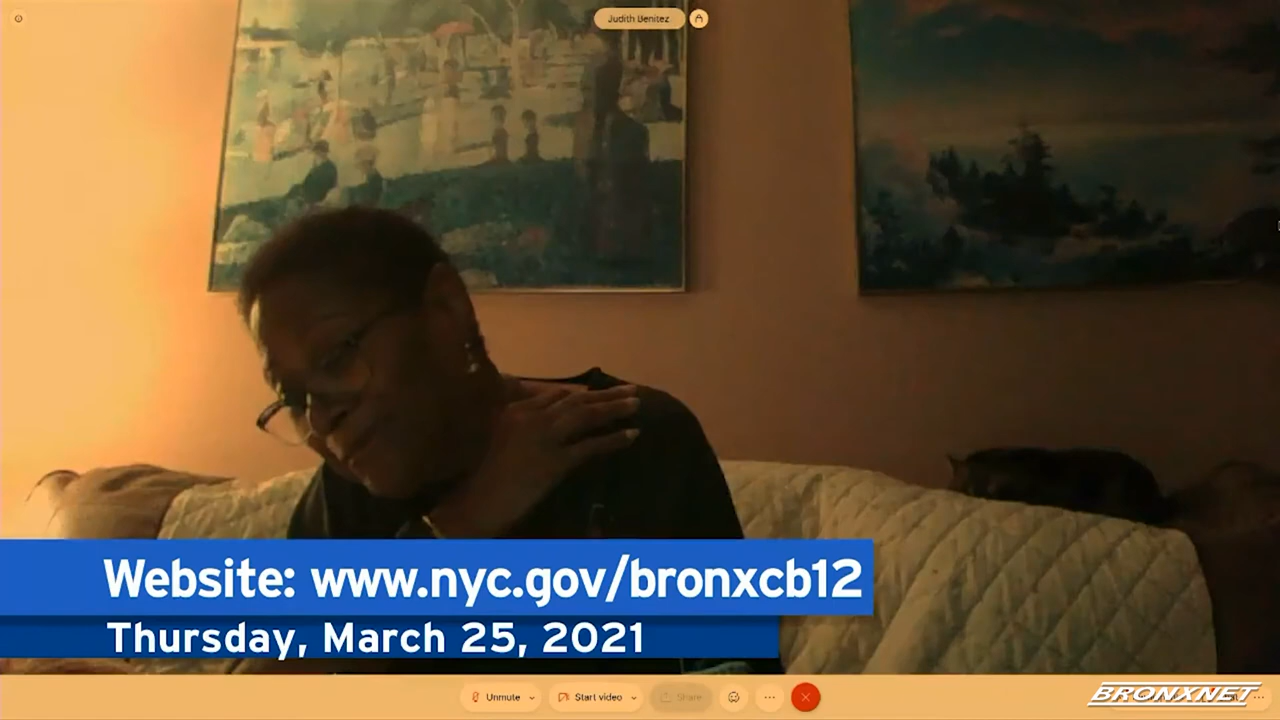 Judith Benitez
Website: www.nyc.gov/bronxcb12
Thursday, March 25, 2021
Unmute
Start video
Share
BRONXNET